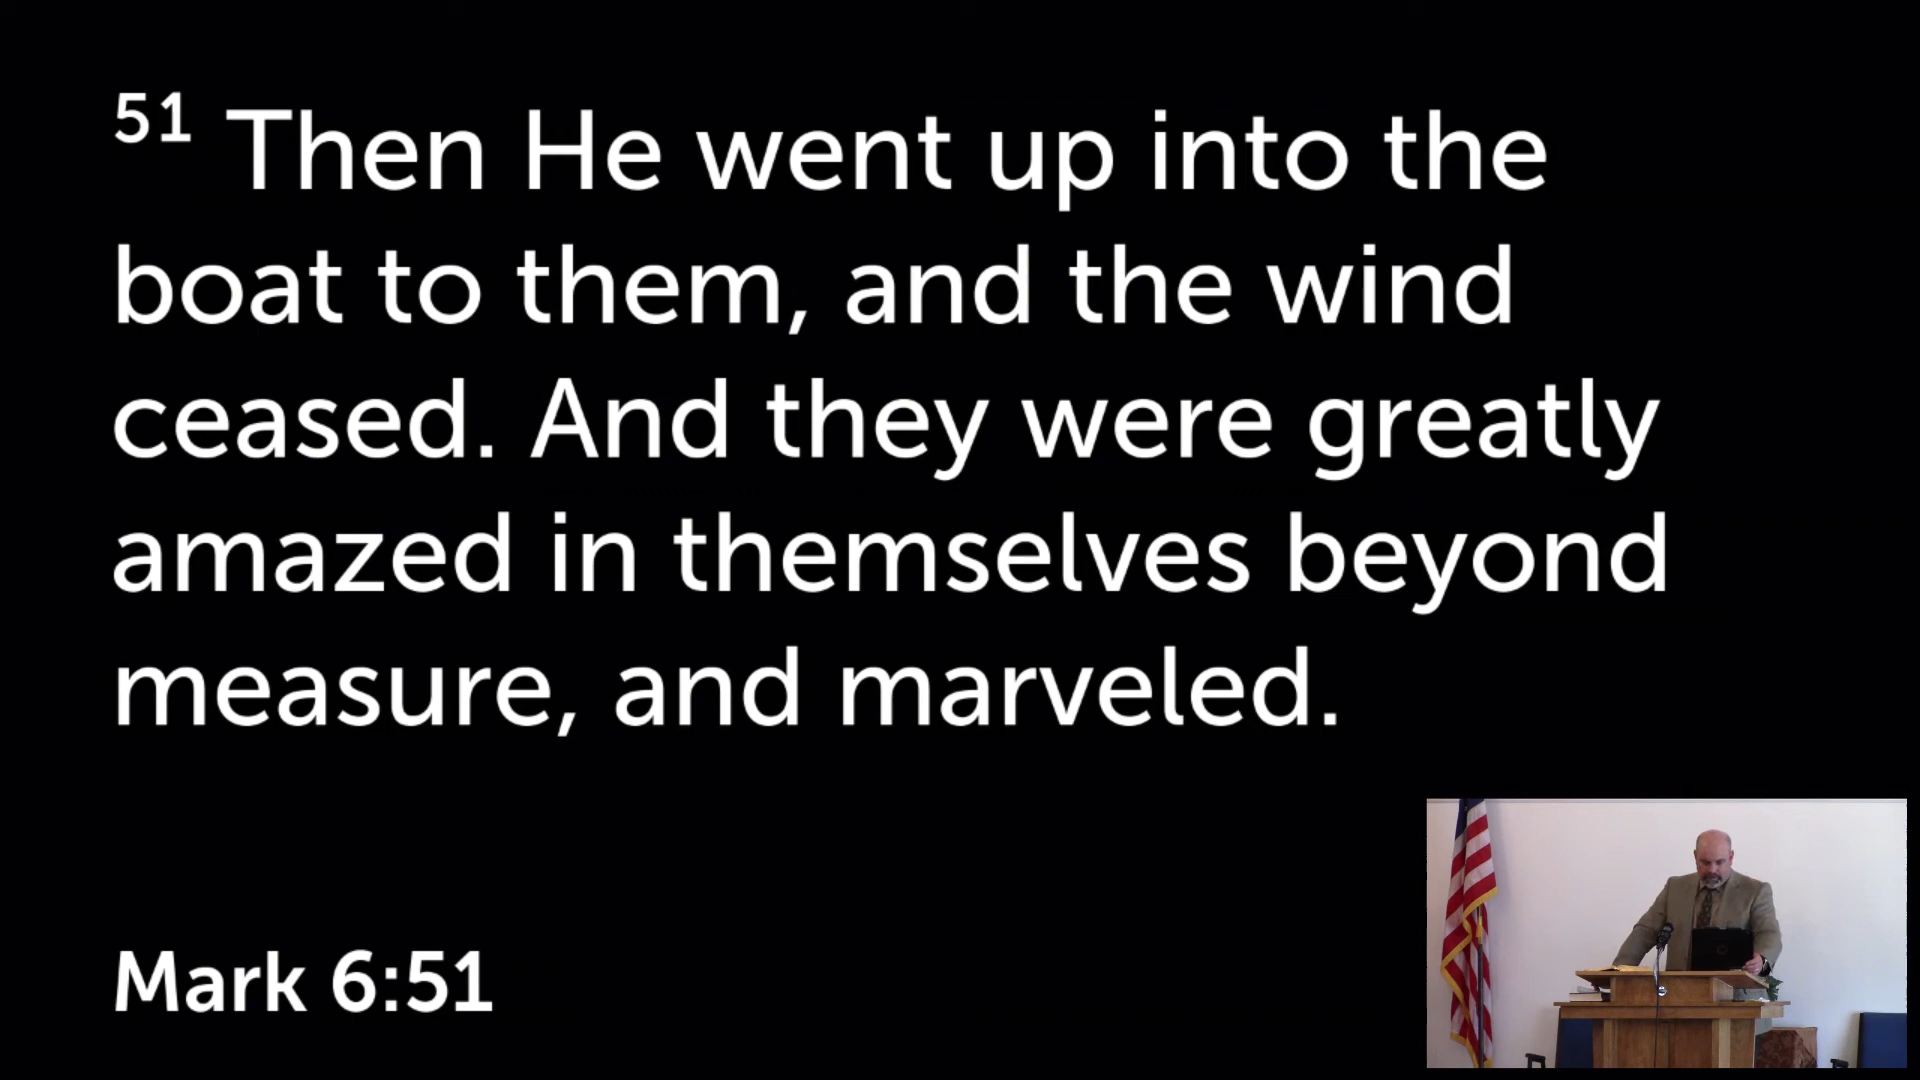 51 Then He went up into the
boat to them, and the wind
ceased. And they were greatly
amazed in themselves beyond
measure, and marveled.
Mark 6:51